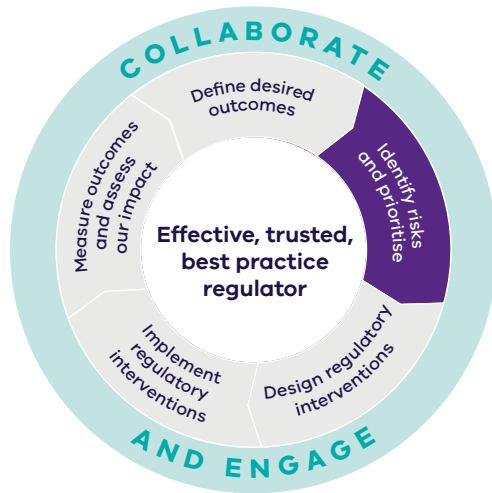 COLLABORATE
Define desired
outcomes
Identify risks
and prioritise
Design regulatory
interventions
Implement
regulatory
interventions
Measure outcomes
and assess
our impact
Effective, trusted,
best practice
regulator
AND ENGAGE